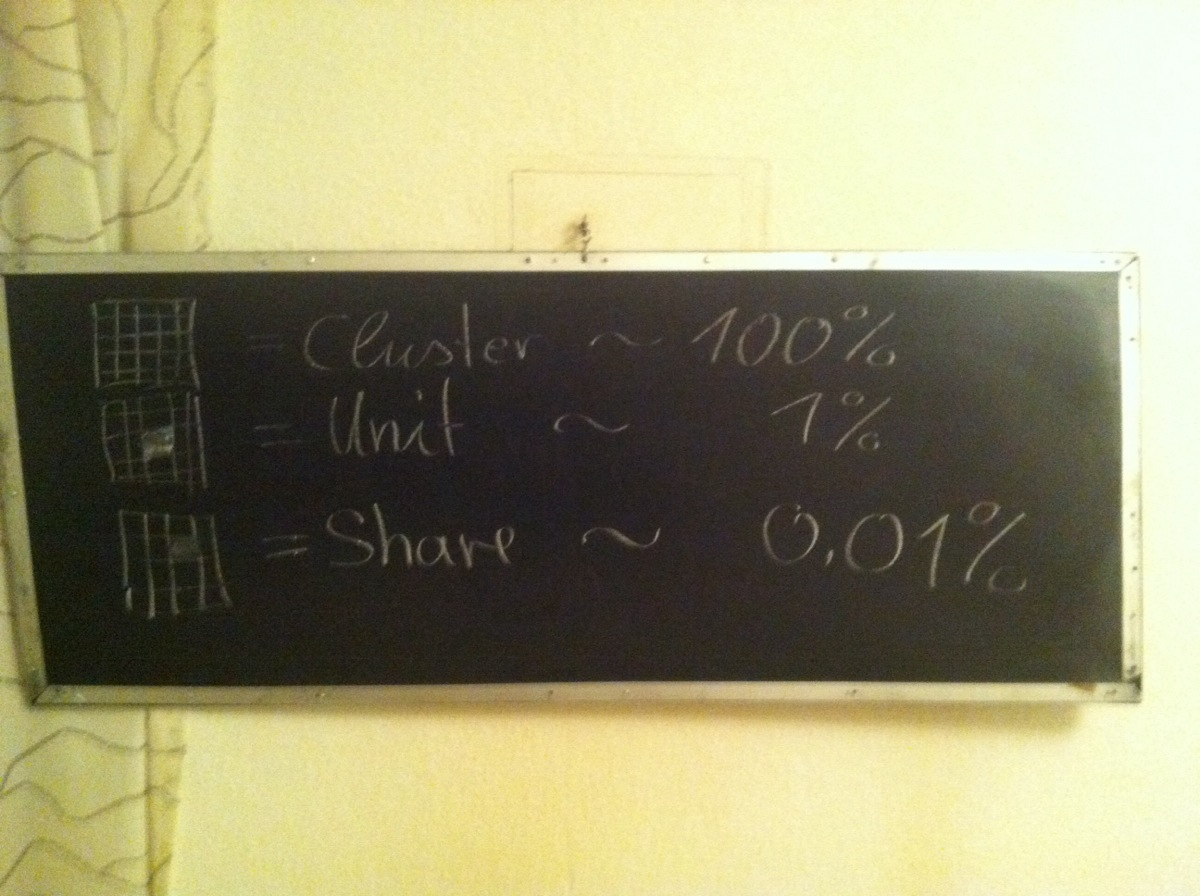 = Cluster ~ 100%
= Unit ~ 1%
= Share ~ 0,01%